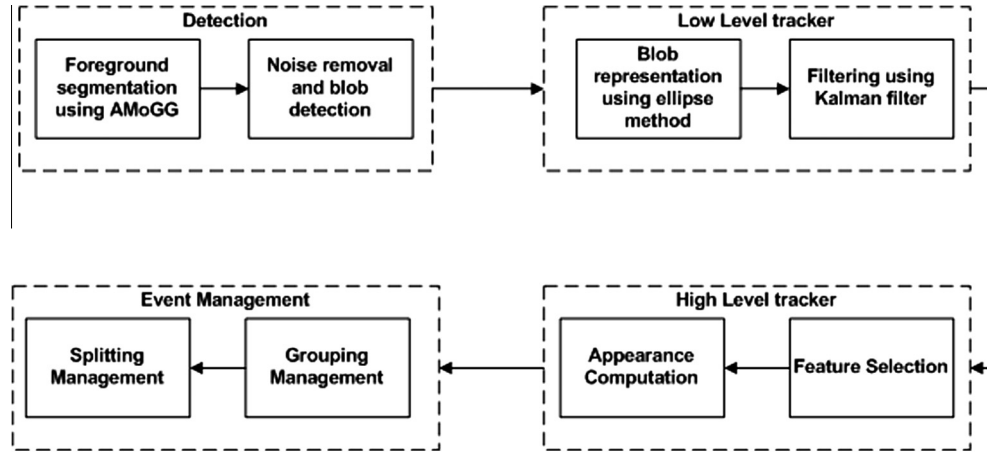 Detection
Foreground
segmentation
using AMoGG
Noise removal
and blob
detection
Low Level tracker
Blob
representation
using ellipse
method
Filtering using
Kalman filter
Event Management
Splitting
Management
Grouping
Management
High Level tracker
Appearance
Computation
Feature Selection